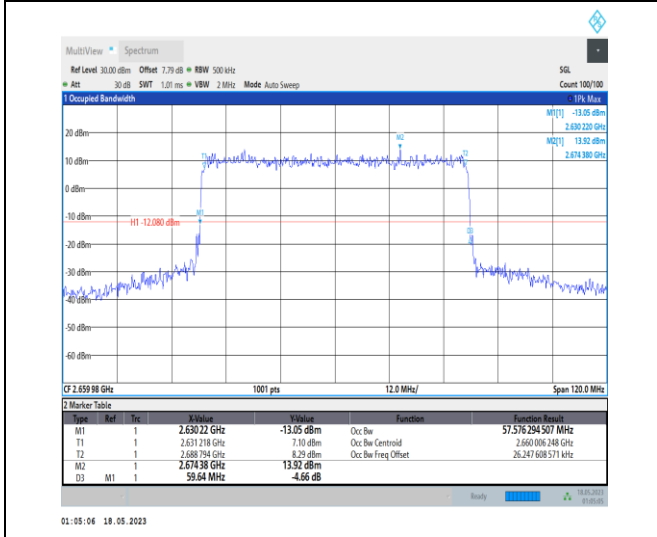 MultiView Spectrum
Ref Level 30.00 dBm Offset 7.79 dB RBW 500 kHz SGL
Att 30 dB SWT 1.01 ms VBW 2 MHz Mode Auto Sweep Count 100/100
1 Occupied Bandwidth 1Pk Max
M1[1] -13.05 dBm
2.630 220 GHz
M2[1] 13.92 dBm
2.674 380 GHz
20 dBm
M2
10 dBm
T1
T2
0 dBm
-10 dBm
M1
H1 -12.080 dBm
D3
-20 dBm
-30 dBm
-40 dBm
-50 dBm
-60 dBm
CF 2.659 98 GHz 1001 pts 12.0 MHz/ Span 120.0 MHz
2 Marker Table
Type Ref Trc X-Value Y-Value Function Function Result
M1 1 2.630 22 GHz -13.05 dBm Occ Bw 57.576 294 507 MHz
T1 1 2.631 218 GHz 7.10 dBm Occ Bw Centroid 2.660 006 248 GHz
T2 1 2.688 794 GHz 8.29 dBm Occ Bw Freq Offset 26.247 608 571 kHz
M2 1 2.674 38 GHz 13.92 dBm
D3 M1 1 59.64 MHz -4.66 dB
Ready 18.05.2023
01:05:05
01:05:06 18.05.2023